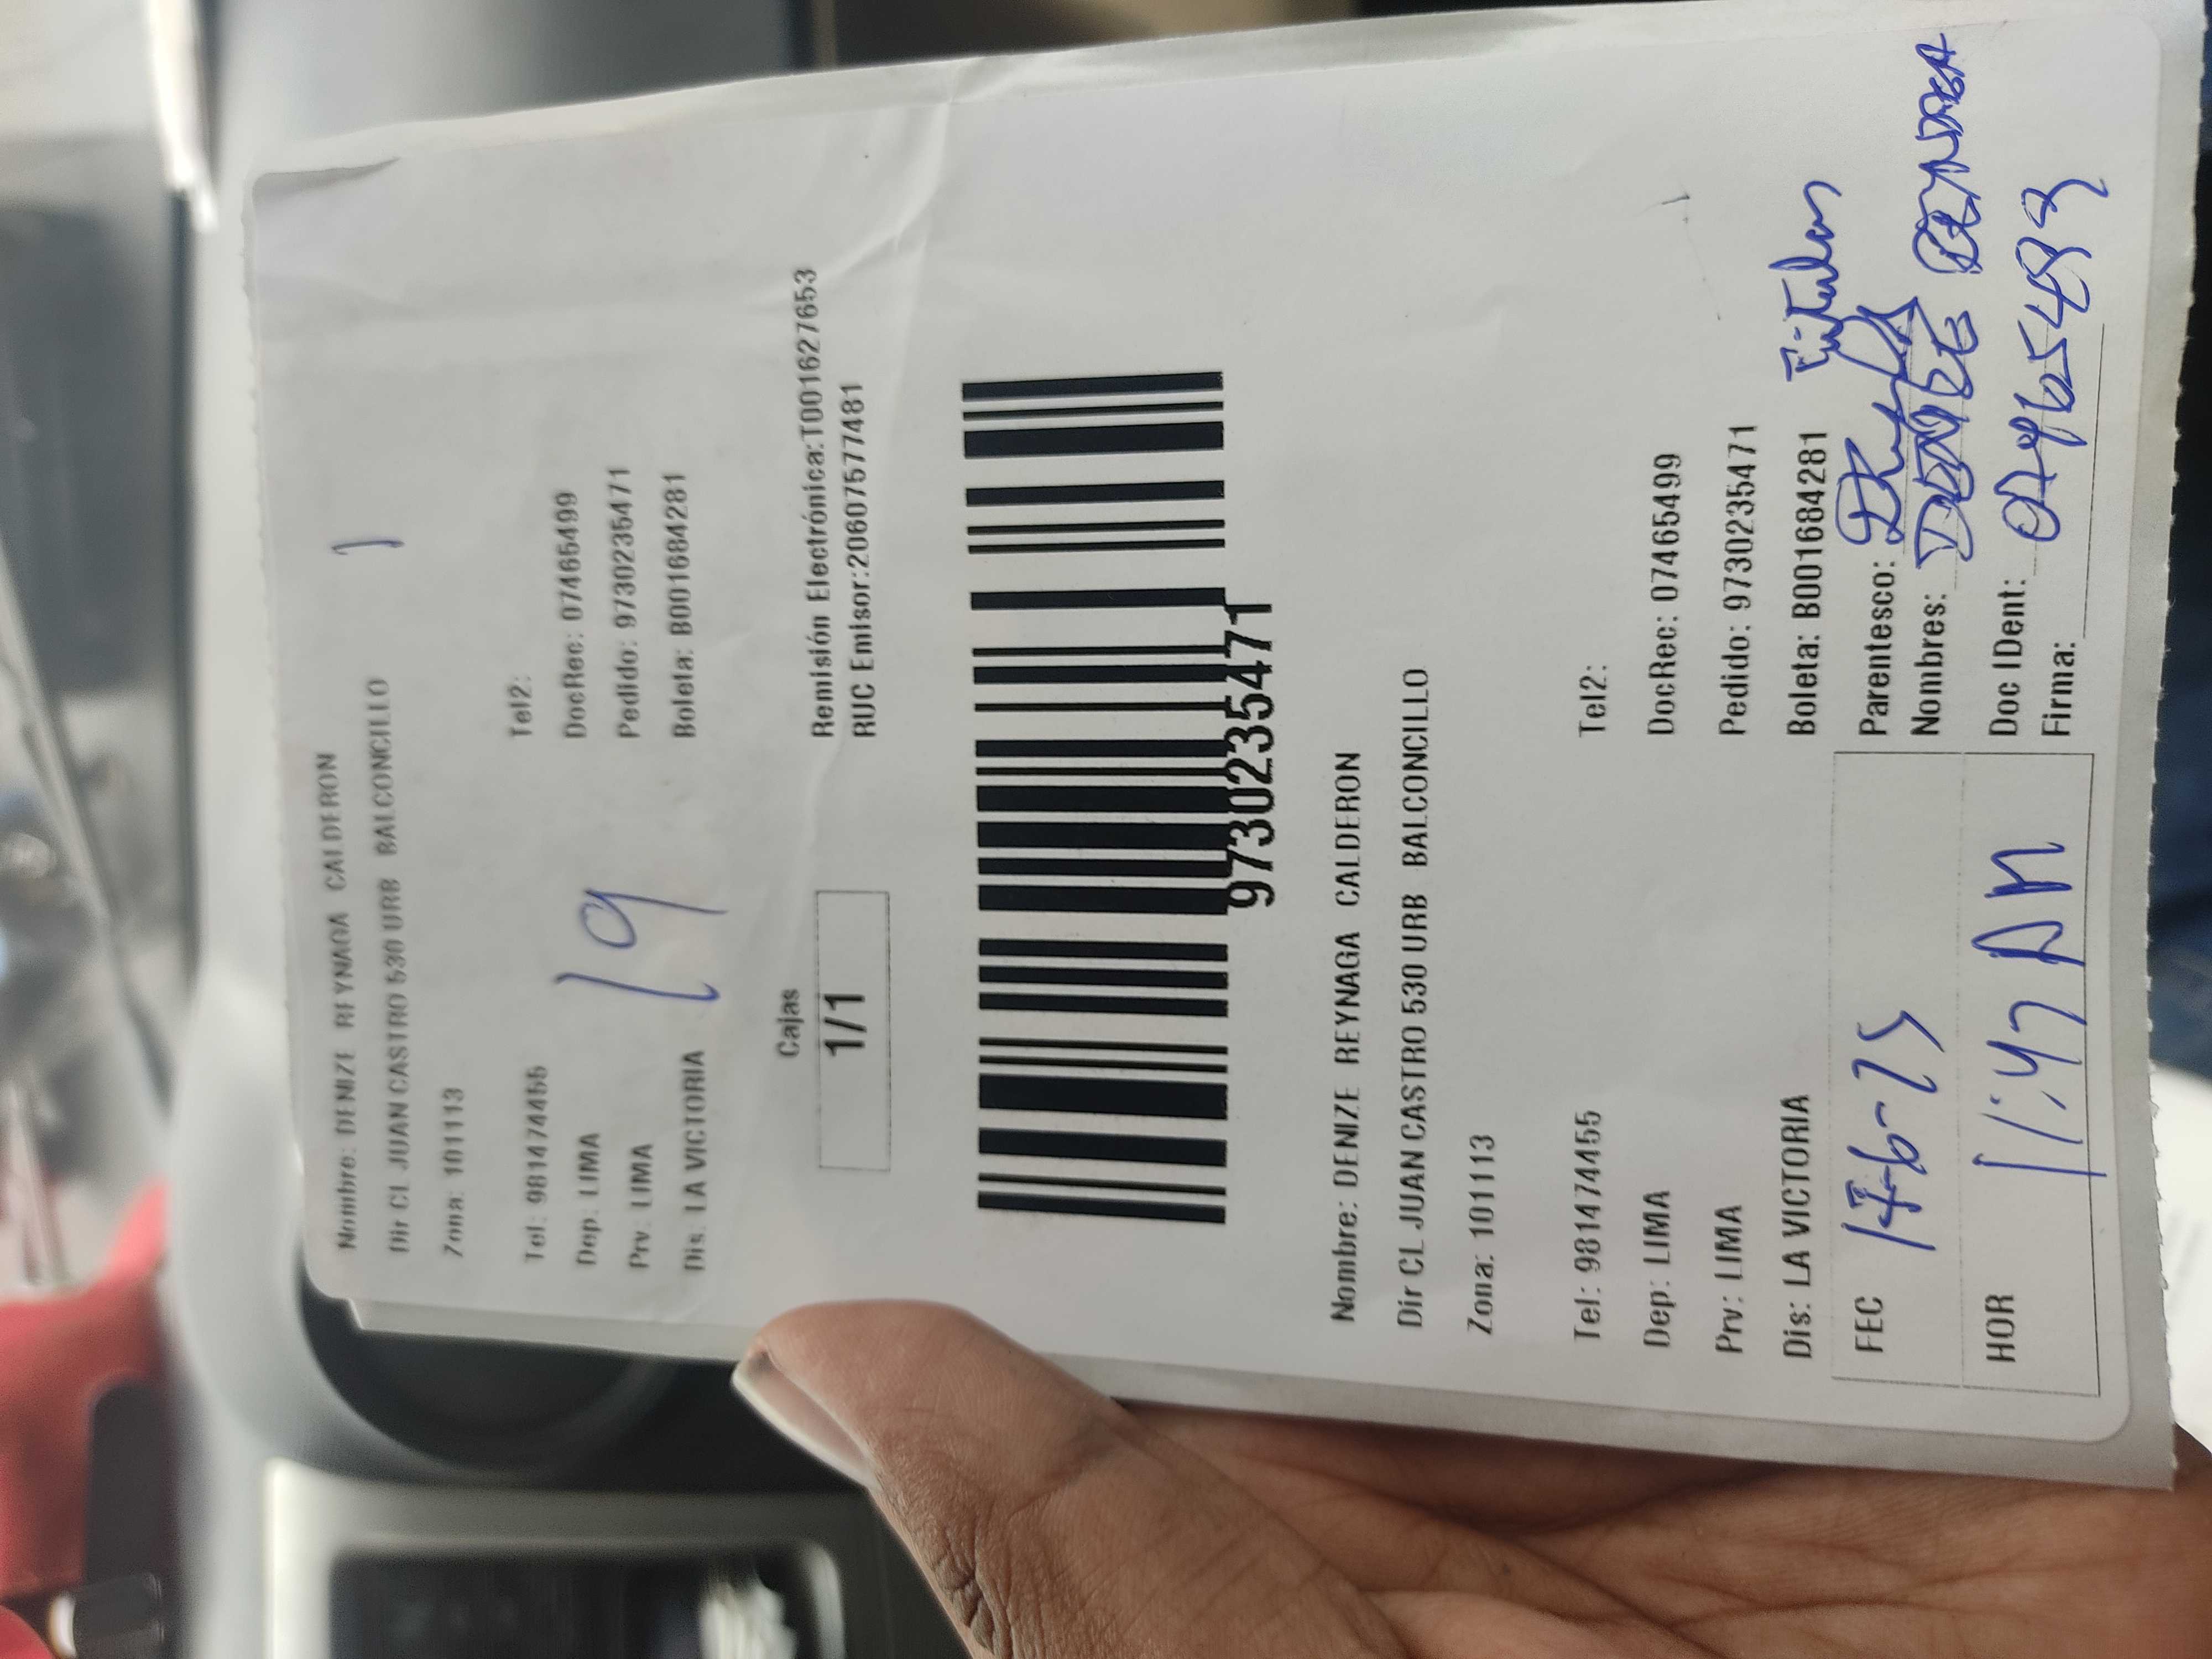 Nombre: DENIZE REYNAGA CALDERON
Dir CL JUAN CASTRO 530 URB BALCONCILLO
Zona: 101113
Tel: 981474455 Tel2:
Dep: LIMA DocRec: 07465499
Prv: LIMA Pedido: 9730235471
Dis: LA VICTORIA Boleta: B001684281
19
Cajas
1/1
Remisión Electrónica:T001627653
RUC Emisor:20607577481
9730235471
Nombre: DENIZE REYNAGA CALDERON
Dir CL JUAN CASTRO 530 URB BALCONCILLO
Zona: 101113
Tel: 981474455 Tel2:
Dep: LIMA DocRec: 07465499
Prv: LIMA Pedido: 9730235471
Dis: LA VICTORIA Boleta: B001684281
Titular
FEC Parentesco:
Nombres: DENIZE
HOR AM Doc IDent:
Firma: